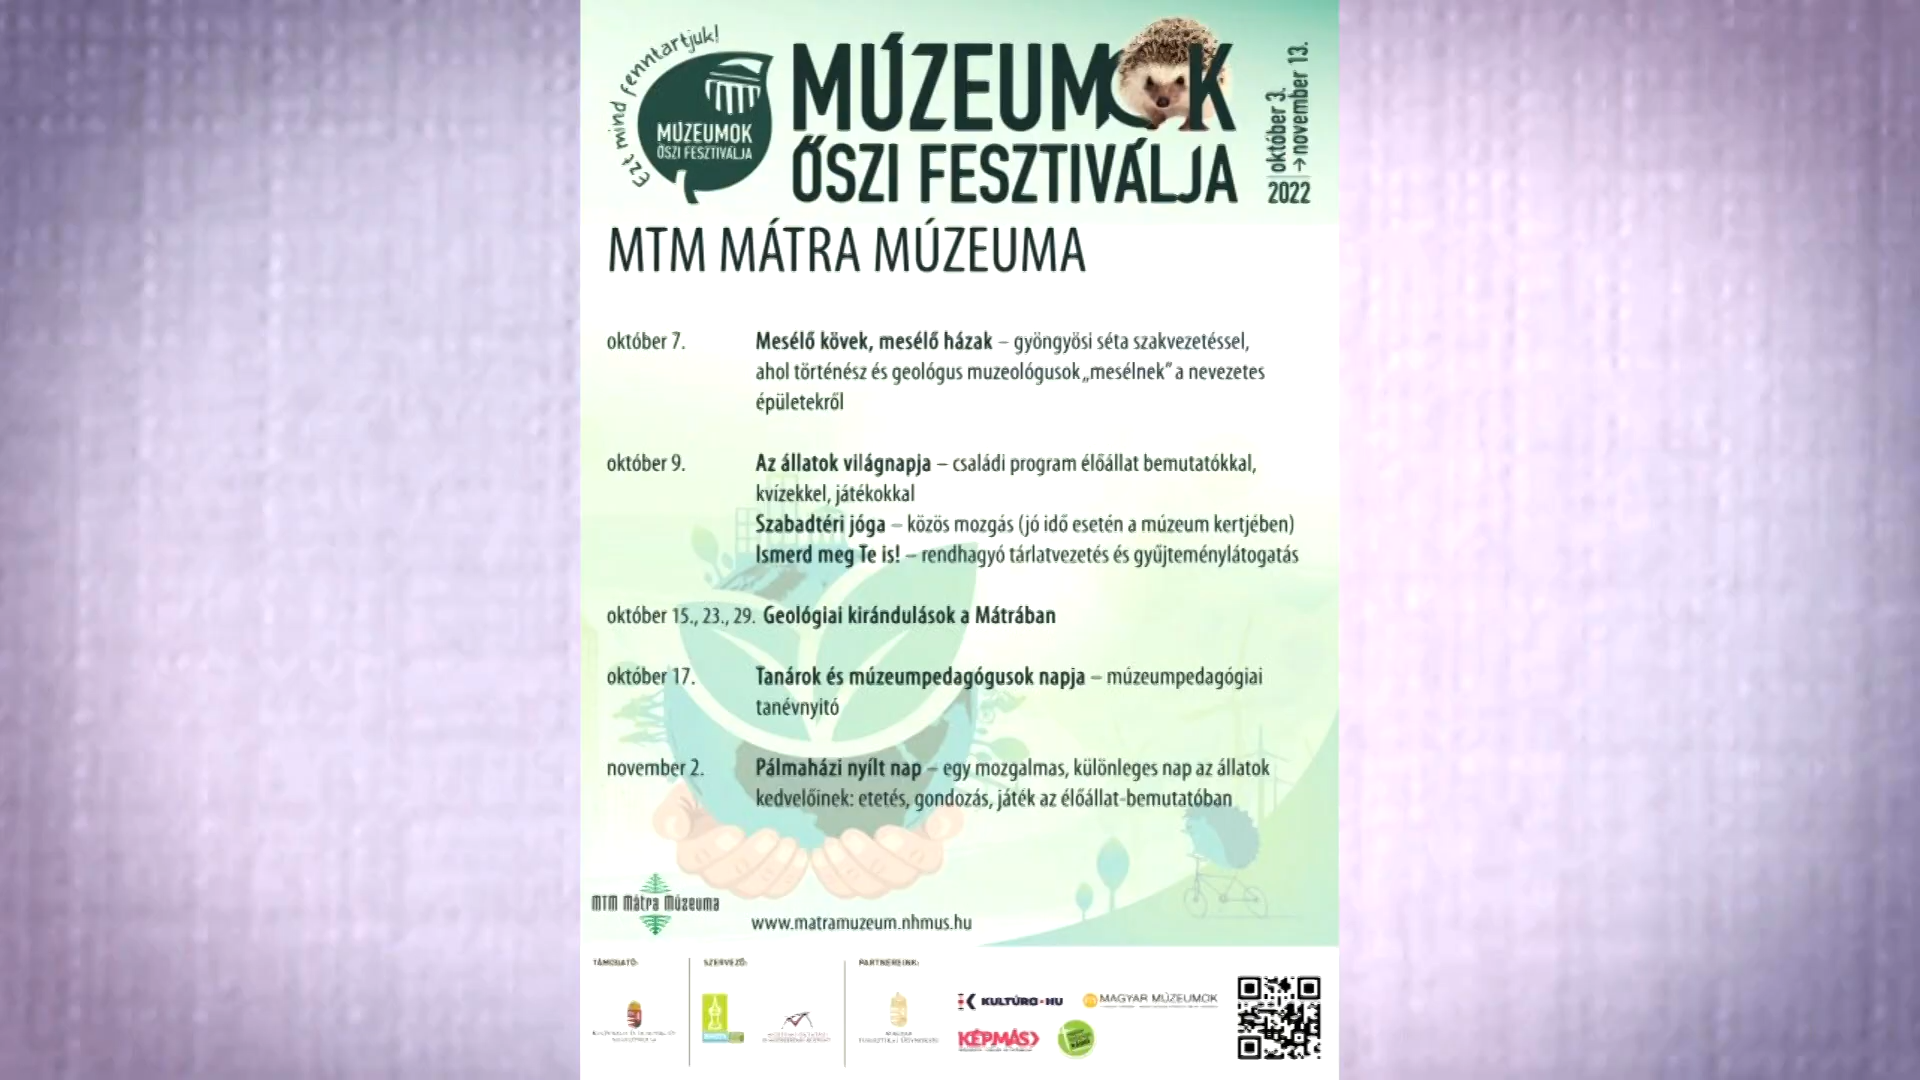 Ezt mind fenntartjuk!
MÚZEUMOK
ŐSZI FESZTIVÁLJA
MÚZEUMOK
ŐSZI FESZTIVÁLJA
október 3.
→november 13.
2022
MTM MÁTRA MÚZEUMA
október 7. Mesélő kövek, mesélő házak – gyöngyösi séta szakvezetéssel,
ahol történész és geológus muzeológusok „mesélnek" a nevezetes
épületekről
október 9. Az állatok világnapja – családi program élőállat bemutatókkal,
kvízekkel, játékokkal
Szabadtéri jóga – közös mozgás (jó idő esetén a múzeum kertjében)
Ismerd meg Te is! – rendhagyó tárlatvezetés és gyűjteménylátogatás
október 15., 23., 29. Geológiai kirándulások a Mátrában
október 17. Tanárok és múzeumpedagógusok napja – múzeumpedagógiai
tanévnyitó
november 2. Pálmaházi nyílt nap – egy mozgalmas, különleges nap az állatok
kedvelőinek: etetés, gondozás, játék az élőállat-bemutatóban
MTM Mátra Múzeuma
www.matramuzeum.nhmus.hu
TÁMOGATÓ:
SZERVEZŐ:
PARTNEREINK:
KULTÚRA.HU
MAGYAR MÚZEUMOK
KÉPMÁS